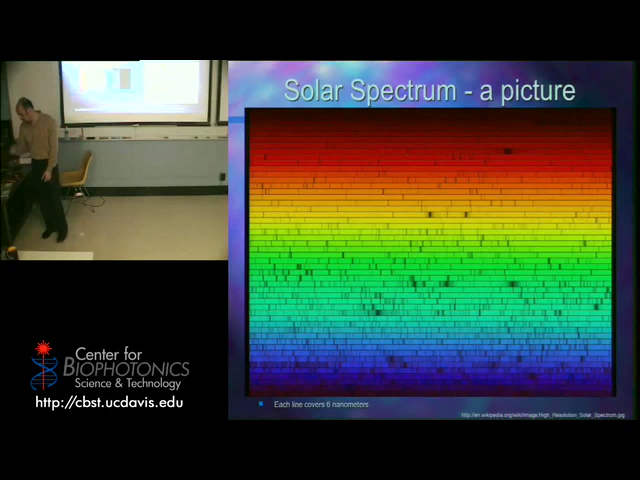 Solar Spectrum - a picture
Each line covers 6 nanometers
http://en.wikipedia.org/wiki/Image:High_Resolution_Solar_Spectrum.jpg
Center for
BIOPHOTONICS
Science & Technology
http://cbst.ucdavis.edu